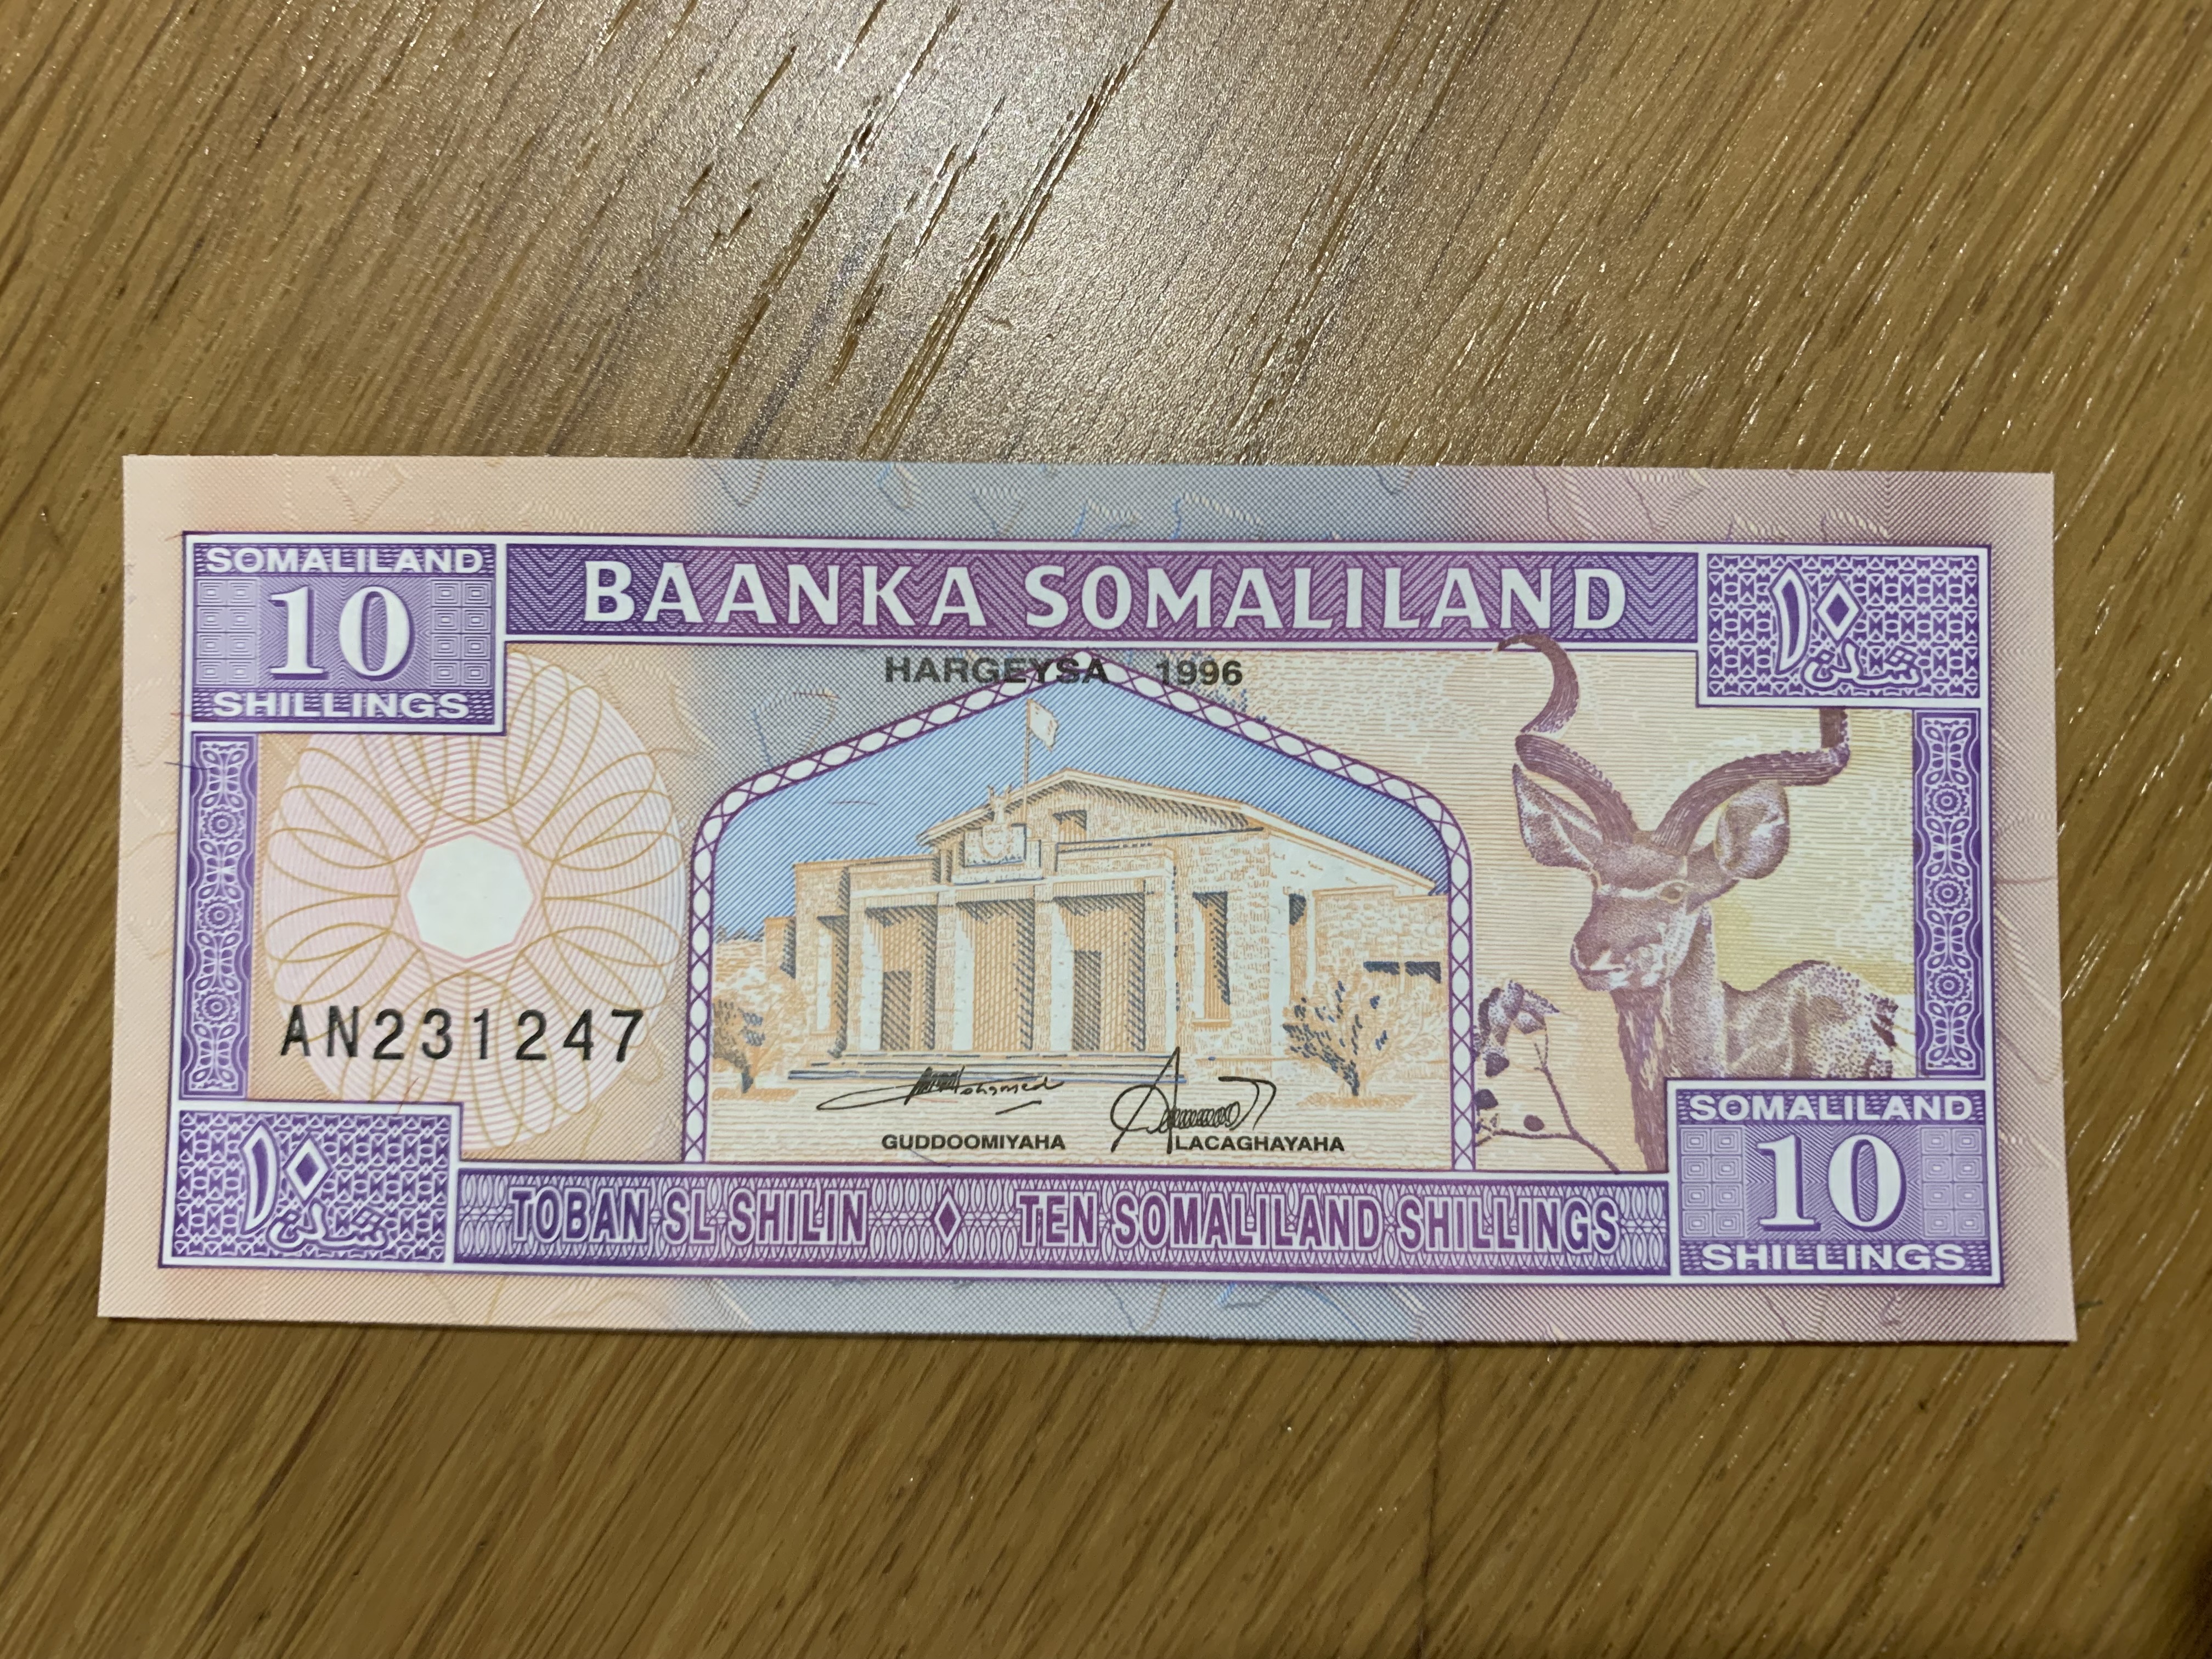 SOMALILAND
10
SHILLINGS
BAANKA SOMALILAND
١٠
شلن
HARGEYSA 1996
AN231247
GUDDOOMIYAHA
LACAGHAYAHA
١٠
شلن
TOBAN SL SHILIN ◊ TEN SOMALILAND SHILLINGS
SOMALILAND
10
SHILLINGS